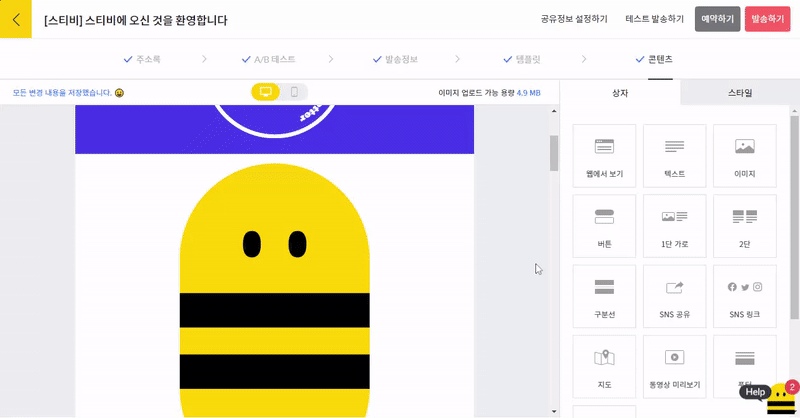 [스티비] 스티비에 오신 것을 환영합니다
공유정보 설정하기
테스트 발송하기
예약하기
발송하기
주소록
A/B 테스트
발송정보
템플릿
콘텐츠
모든 변경 내용을 저장했습니다.
이미지 업로드 가능 용량 4.9 MB
상자
스타일
웹에서 보기
텍스트
이미지
버튼
1단 가로
2단
구분선
SNS 공유
SNS 링크
지도
동영상 미리보기
Help
2